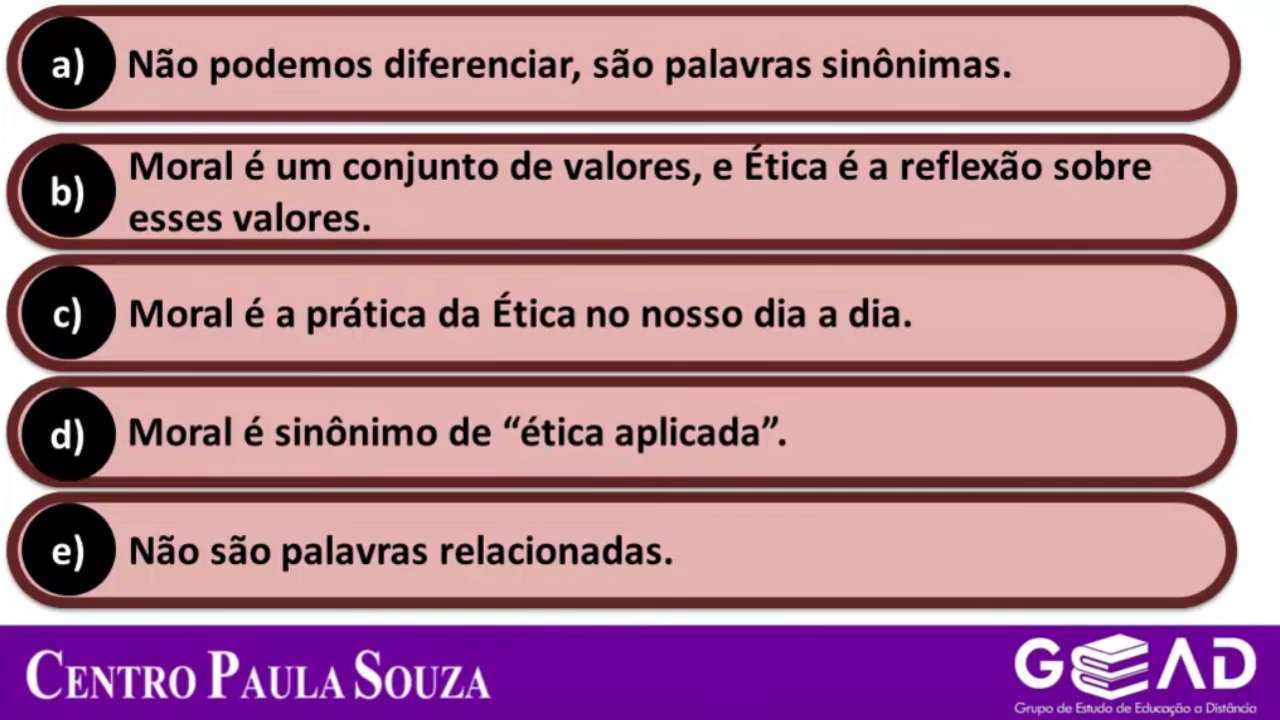 a) Não podemos diferenciar, são palavras sinônimas.
b) Moral é um conjunto de valores, e Ética é a reflexão sobre
esses valores.
c) Moral é a prática da Ética no nosso dia a dia.
d) Moral é sinônimo de “ética aplicada”.
e) Não são palavras relacionadas.
CENTRO PAULA SOUZA
GEAD
Grupo de Estudo de Educação a Distância